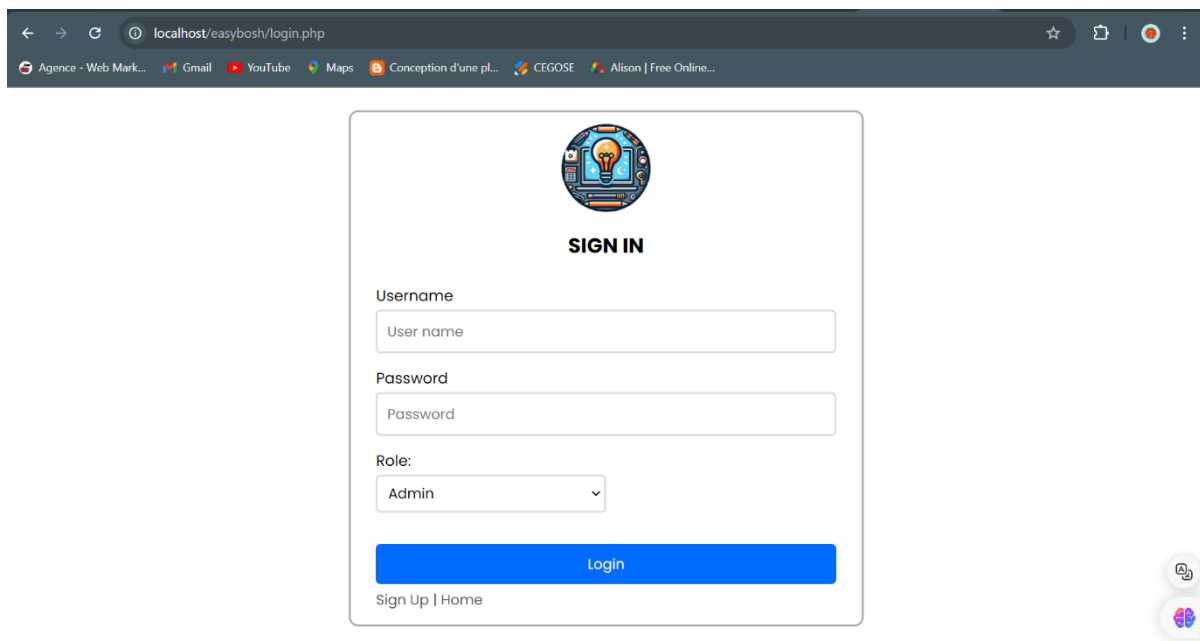 localhost/easybosh/login.php
Agence - Web Mark... Gmail YouTube Maps Conception d'une pl... CEGOSE Alison | Free Online...
SIGN IN
Username
User name
Password
Password
Role:
Admin
Login
Sign Up | Home